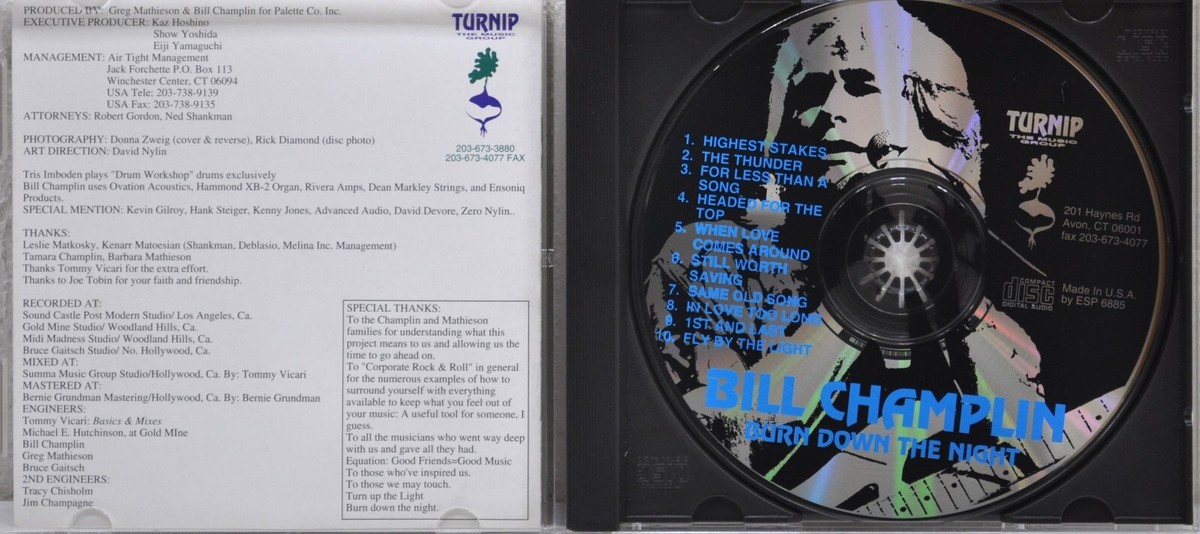 PRODUCED BY: Greg Mathieson & Bill Champlin for Palette Co. Inc.
EXECUTIVE PRODUCER: Kaz Hoshino
Show Yoshida
Eiji Yamaguchi
MANAGEMENT: Air Tight Management
Jack Forchette P.O. Box 113
Winchester Center, CT 06094
USA Tele: 203-738-9139
USA Fax: 203-738-9135
ATTORNEYS: Robert Gordon, Ned Shankman
PHOTOGRAPHY: Donna Zweig (cover & reverse), Rick Diamond (disc photo)
ART DIRECTION: David Nylin
Tris Imboden plays "Drum Workshop" drums exclusively
Bill Champlin uses Ovation Acoustics, Hammond XB-2 Organ, Rivera Amps, Dean Markley Strings, and Ensoniq
Products.
SPECIAL MENTION: Kevin Gilroy, Hank Steiger, Kenny Jones, Advanced Audio, David Devore, Zero Nylin..
THANKS:
Leslie Matkosky, Kenarr Matoesian (Shankman, Deblasio, Melina Inc. Management)
Tamara Champlin, Barbara Mathieson
Thanks Tommy Vicari for the extra effort.
Thanks to Joe Tobin for your faith and friendship.
RECORDED AT:
Sound Castle Post Modern Studio/ Los Angeles, Ca.
Gold Mine Studio/ Woodland Hills, Ca.
Midi Madness Studio/ Woodland Hills, Ca.
Bruce Gaitsch Studio/ No. Hollywood, Ca.
MIXED AT:
Summa Music Group Studio/Hollywood, Ca. By: Tommy Vicari
MASTERED AT:
Bernie Grundman Mastering/Hollywood, Ca. By: Bernie Grundman
ENGINEERS:
Tommy Vicari: Basics & Mixes
Michael E. Hutchinson, at Gold MIne
Bill Champlin
Greg Mathieson
Bruce Gaitsch
2ND ENGINEERS:
Tracy Chisholm
Jim Champagne
TURNIP
THE MUSIC
GROUP
203-673-3880
203-673-4077 FAX
SPECIAL THANKS:
To the Champlin and Mathieson
families for understanding what this
project means to us and allowing us the
time to go ahead on.
To "Corporate Rock & Roll" in general
for the numerous examples of how to
surround yourself with everything
available to keep what you feel out of
your music: A useful tool for someone, I
guess.
To all the musicians who went way deep
with us and gave all they had.
Equation: Good Friends=Good Music
To those who've inspired us.
To those we may touch.
Turn up the Light
Burn down the night.
1. HIGHEST STAKES
2. THE THUNDER
3. FOR LESS THAN A
SONG
4. HEADED FOR THE
TOP
5. WHEN LOVE
COMES AROUND
6. STILL WORTH
SAVING
7. SAME OLD SONG
8. IN LOVE TOO LONG
9. 1ST AND LAST
10. FLY BY THE LIGHT
TURNIP
THE MUSIC
GROUP
201 Haynes Rd
Avon, CT 06001
fax 203-673-4077
COMPACT
disc
DIGITAL AUDIO
Made in U.S.A.
by ESP 6885
BILL CHAMPLIN
BURN DOWN THE NIGHT